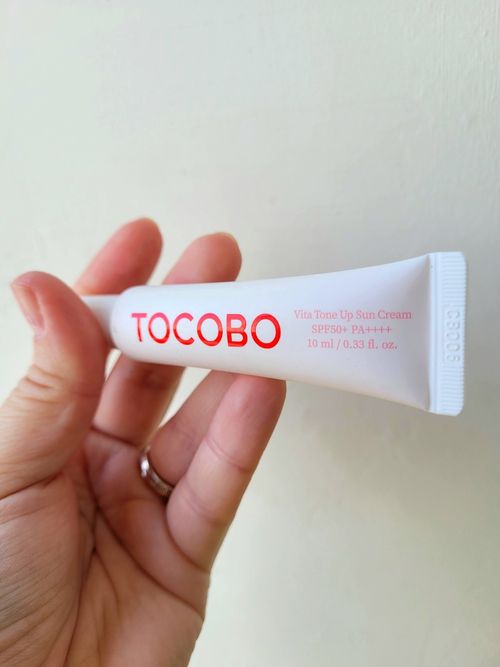 TOCOBO
Vita Tone Up Sun Cream
SPF50+ PA++++
10 ml / 0.33 fl. oz.